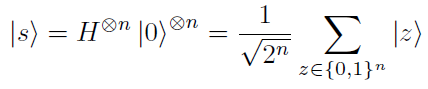 |s⟩ = H^{⊗n} |0⟩^{⊗n} = \frac{1}{\sqrt{2^n}} \sum_{z∈\{0,1\}^n} |z⟩